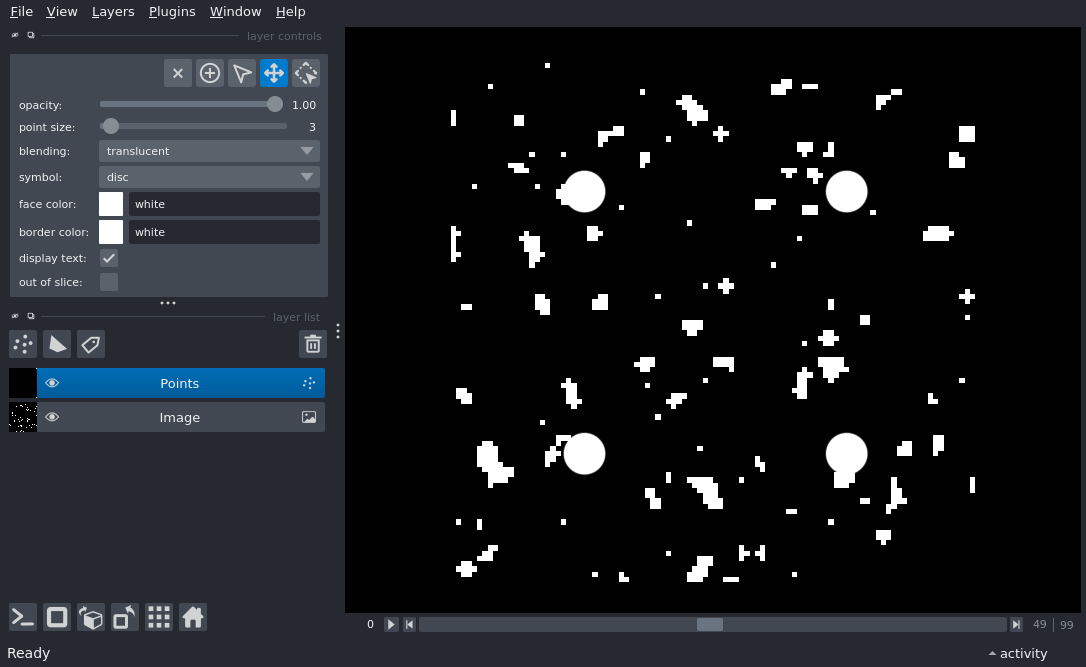 File View Layers Plugins Window Help
layer controls
opacity: 1.00
point size: 3
blending: translucent
symbol: disc
face color: white
border color: white
display text:
out of slice:
layer list
Points
Image
0 49 99
Ready activity